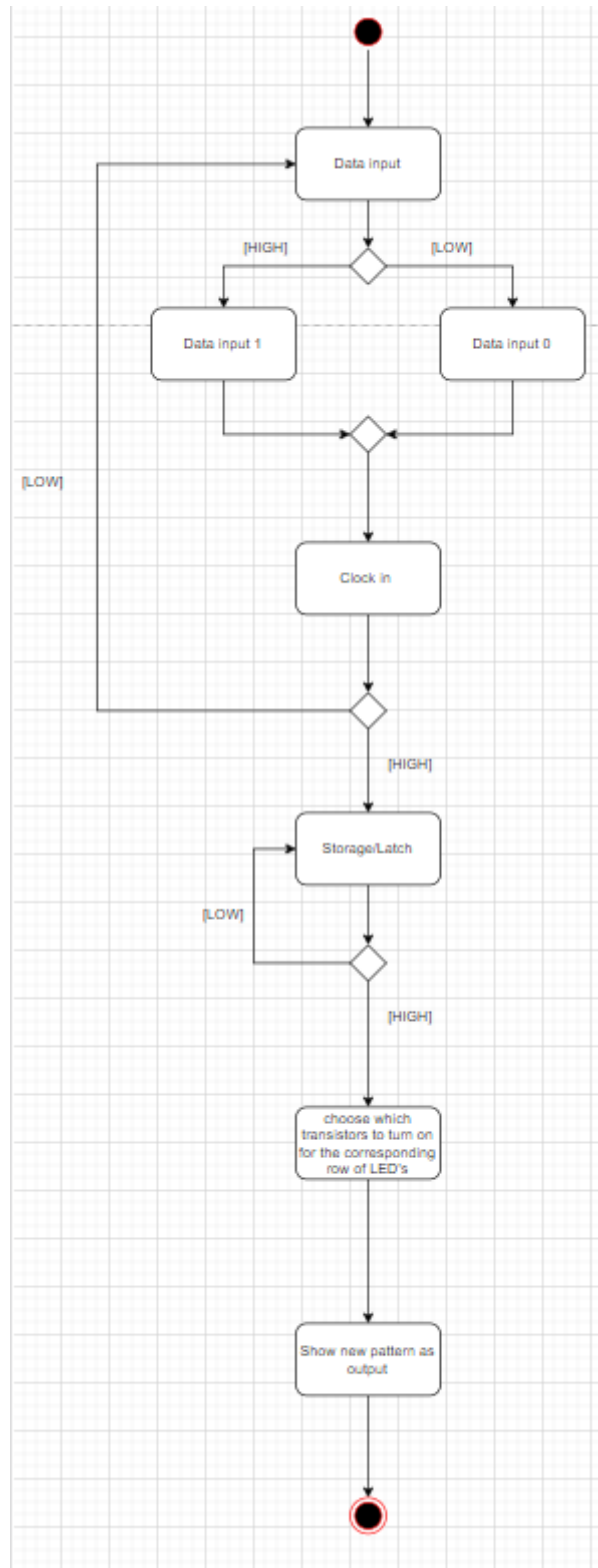 Data input
[HIGH]
[LOW]
Data input 1
Data input 0
[LOW]
Clock in
[HIGH]
Storage/Latch
[LOW]
[HIGH]
choose which
transistors to turn on
for the corresponding
row of LED's
Show new pattern as
output